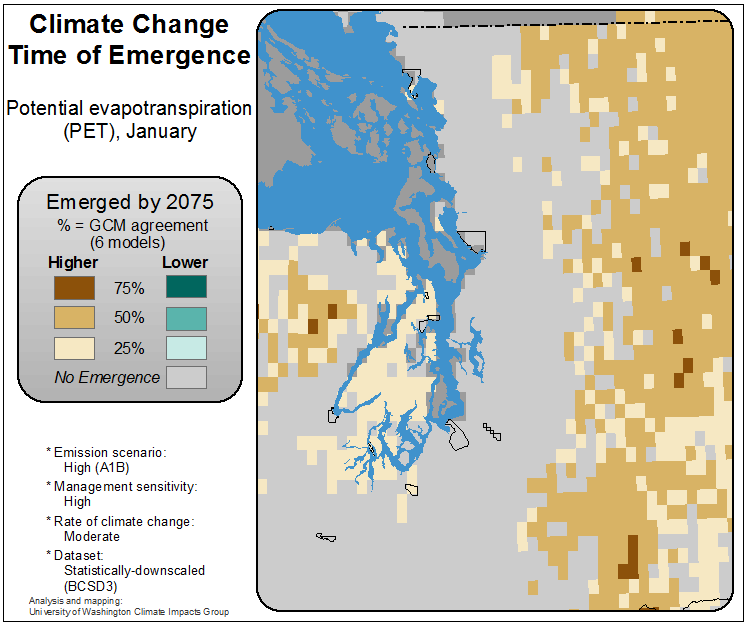 Climate Change
Time of Emergence
Potential evapotranspiration
(PET), January
Emerged by 2075
% = GCM agreement
(6 models)
Higher Lower
75%
50%
25%
No Emergence
* Emission scenario:
High (A1B)
* Management sensitivity:
High
* Rate of climate change:
Moderate
* Dataset:
Statistically-downscaled
(BCSD3)
Analysis and mapping:
University of Washington Climate Impacts Group